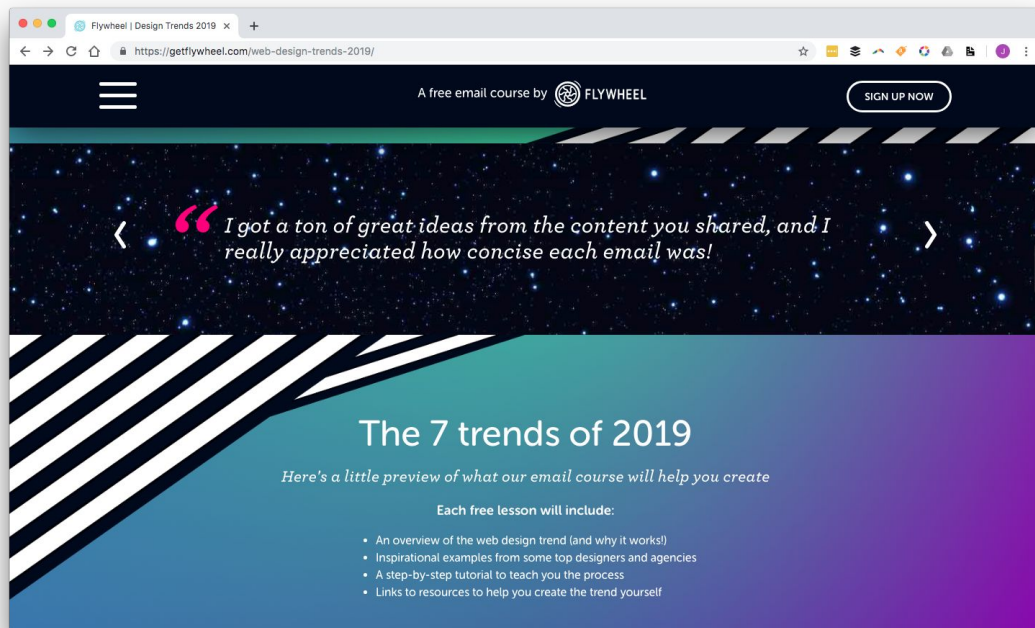 Flywheel | Design Trends 2019
https://getflywheel.com/web-design-trends-2019/
J
A free email course by FLYWHEEL
SIGN UP NOW
“ I got a ton of great ideas from the content you shared, and I
really appreciated how concise each email was!
The 7 trends of 2019
Here's a little preview of what our email course will help you create
Each free lesson will include:
• An overview of the web design trend (and why it works!)
• Inspirational examples from some top designers and agencies
• A step-by-step tutorial to teach you the process
• Links to resources to help you create the trend yourself